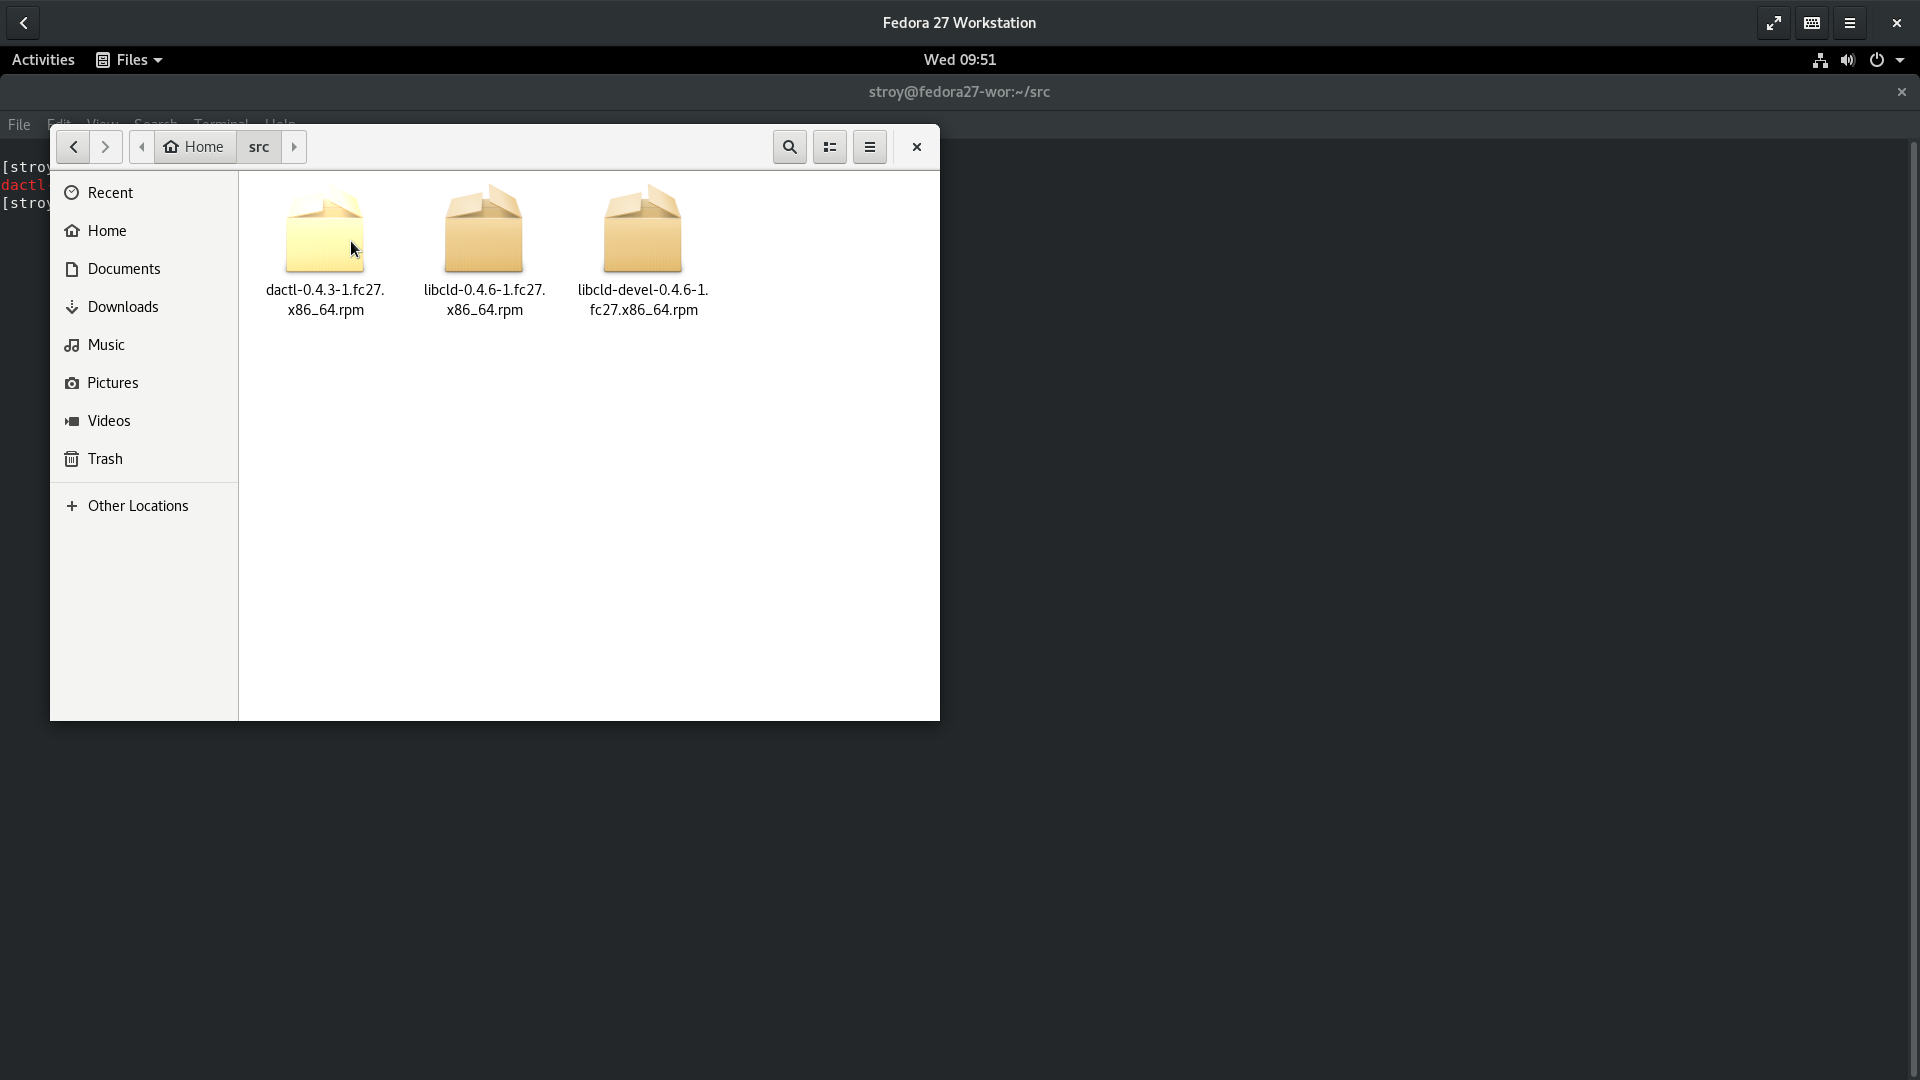 Fedora 27 Workstation
Activities Files Wed 09:51
stroy@fedora27-wor:~/src
File Edit View Search Terminal Help
Home src
[stroy
dactl-
[stroy
Recent
Home
Documents
Downloads
Music
Pictures
Videos
Trash
Other Locations
dactl-0.4.3-1.fc27.
x86_64.rpm
libcld-0.4.6-1.fc27.
x86_64.rpm
libcld-devel-0.4.6-1.
fc27.x86_64.rpm